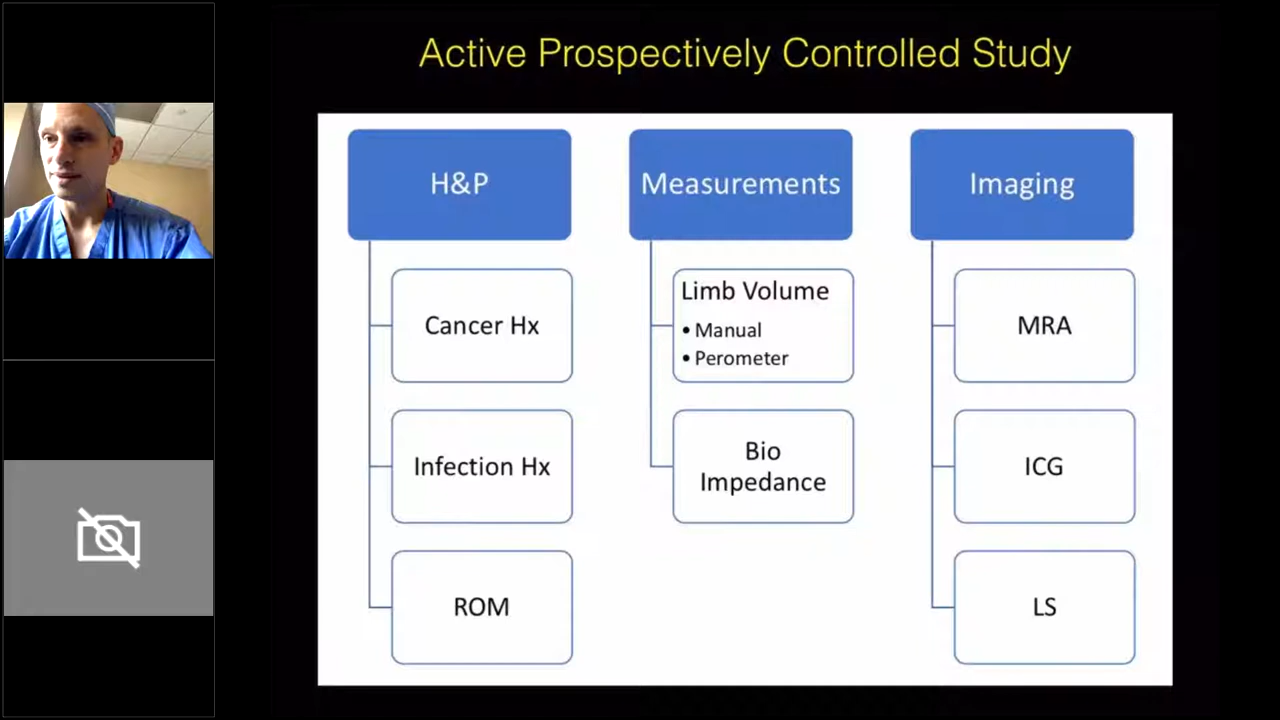 Active Prospectively Controlled Study
H&P
Cancer Hx
Infection Hx
ROM
Measurements
Limb Volume
• Manual
• Perometer
Bio
Impedance
Imaging
MRA
ICG
LS